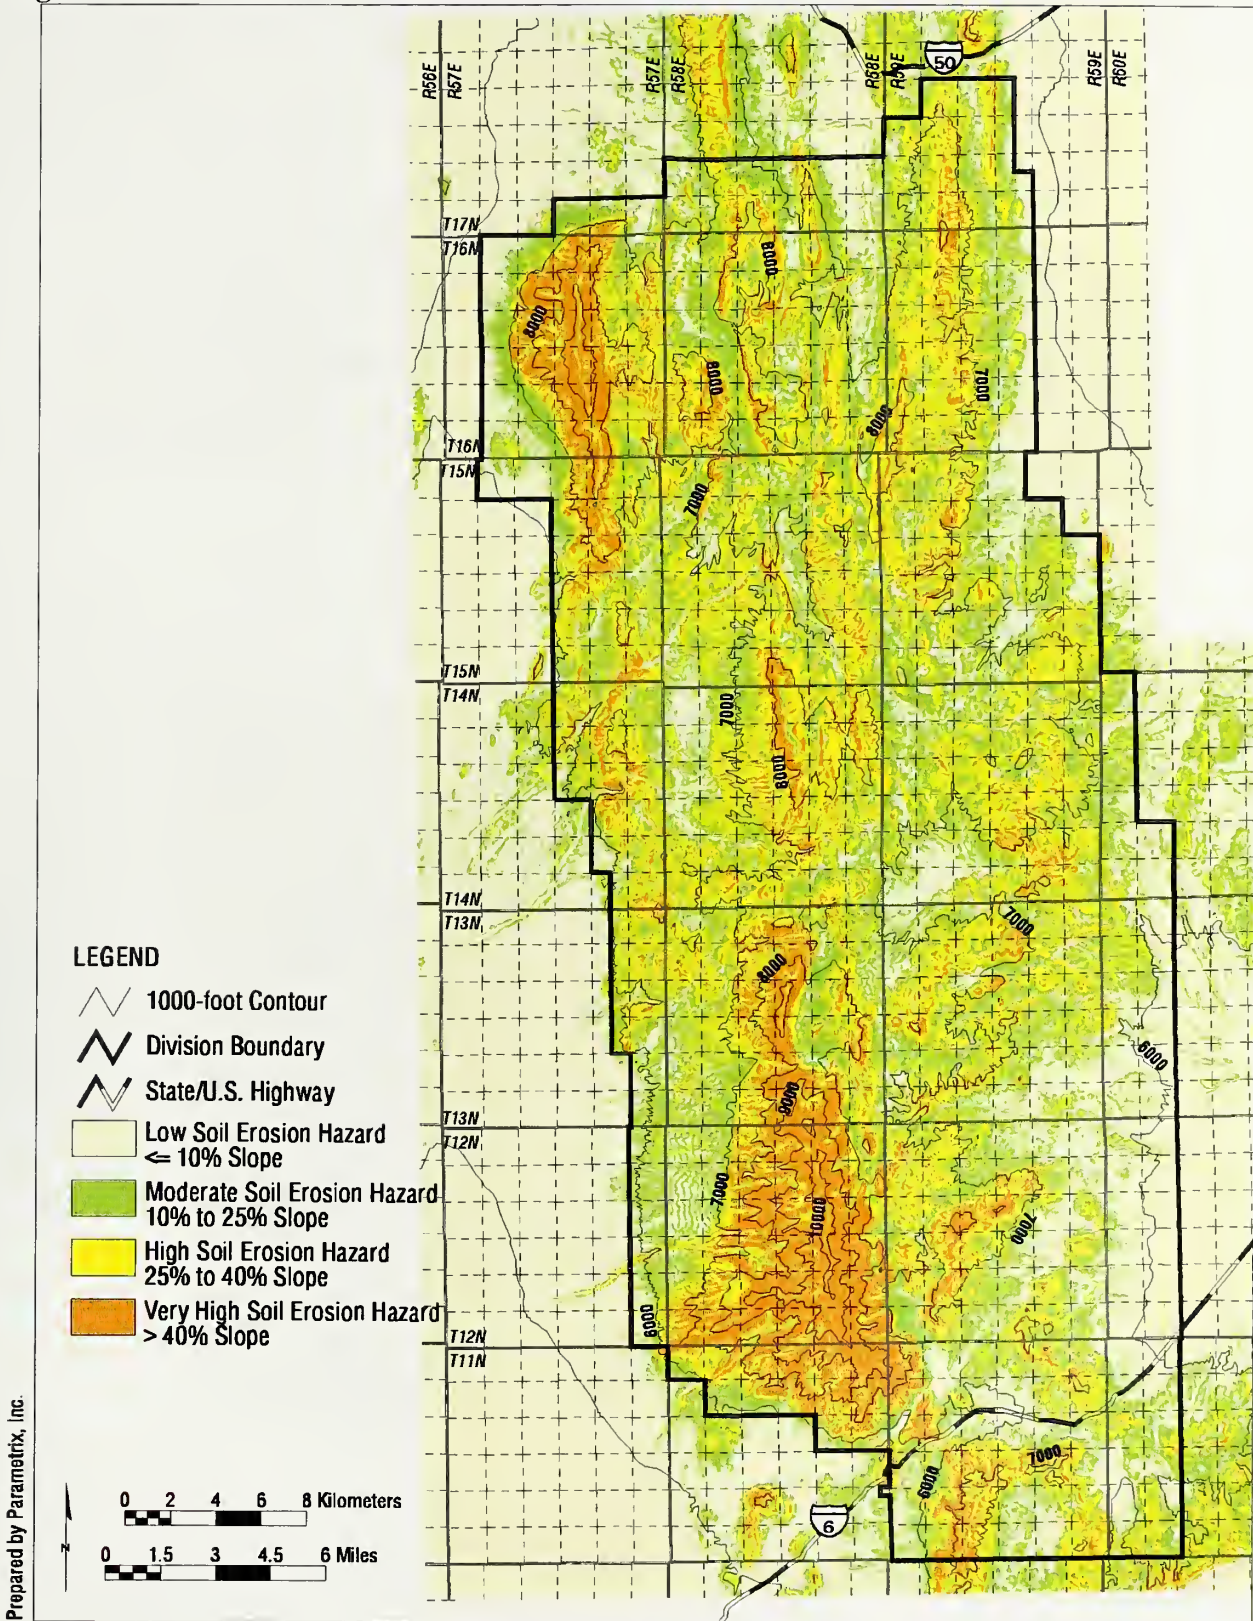 50
R56E
R57E
R57E
R58E
R58E
R59E
R59E
R60E
T17N
T16N
8000
8000
8000
8000
7000
T16N
T15N
7000
T15N
T14N
7000
8000
T14N
T13N
7000
8000
6000
9000
T13N
T12N
7000
10000
7000
6000
T12N
T11N
7000
6000
6
LEGEND
1000-foot Contour
Division Boundary
State/U.S. Highway
Low Soil Erosion Hazard
<= 10% Slope
Moderate Soil Erosion Hazard
10% to 25% Slope
High Soil Erosion Hazard
25% to 40% Slope
Very High Soil Erosion Hazard
> 40% Slope
0 2 4 6 8 Kilometers
0 1.5 3 4.5 6 Miles
N
Prepared by Parametrix, Inc.